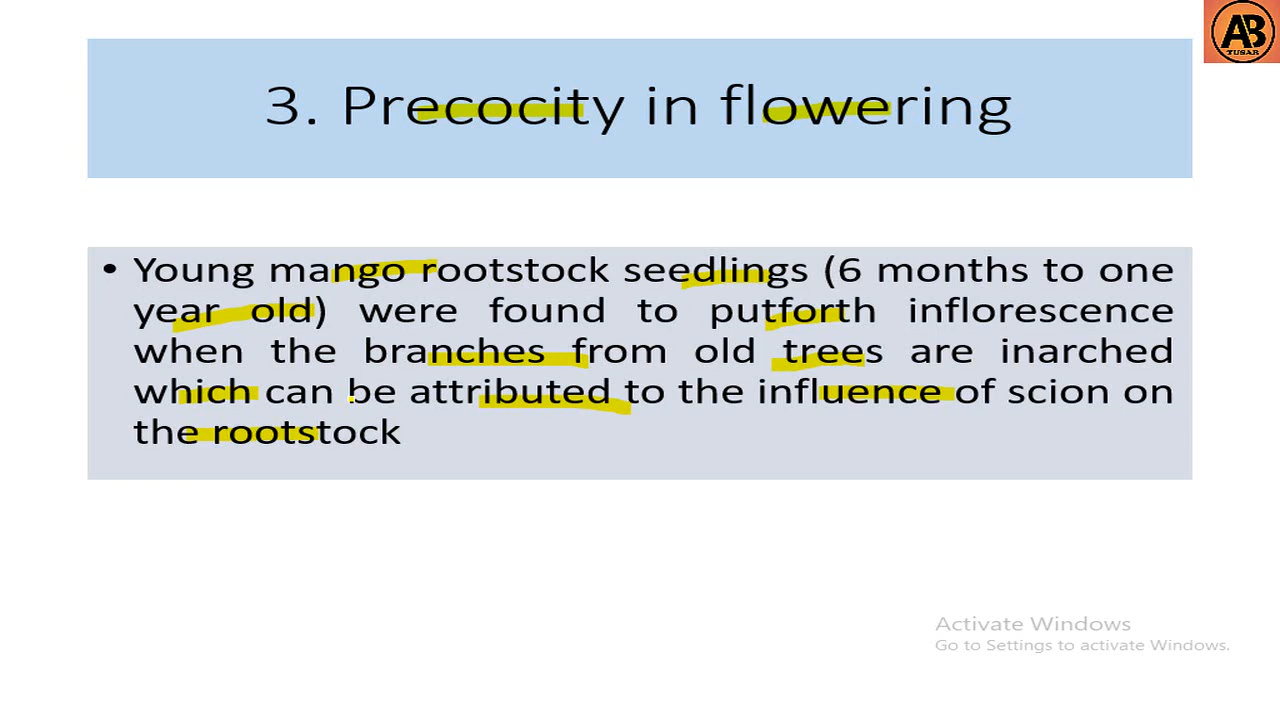 AB
TUSAR
3. Precocity in flowering
• Young mango rootstock seedlings (6 months to one
year old) were found to putforth inflorescence
when the branches from old trees are inarched
which can be attributed to the influence of scion on
the rootstock
Activate Windows
Go to Settings to activate Windows.